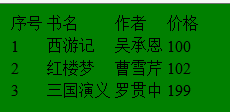 序号 书名 作者 价格
1 西游记 吴承恩 100
2 红楼梦 曹雪芹 102
3 三国演义 罗贯中 199